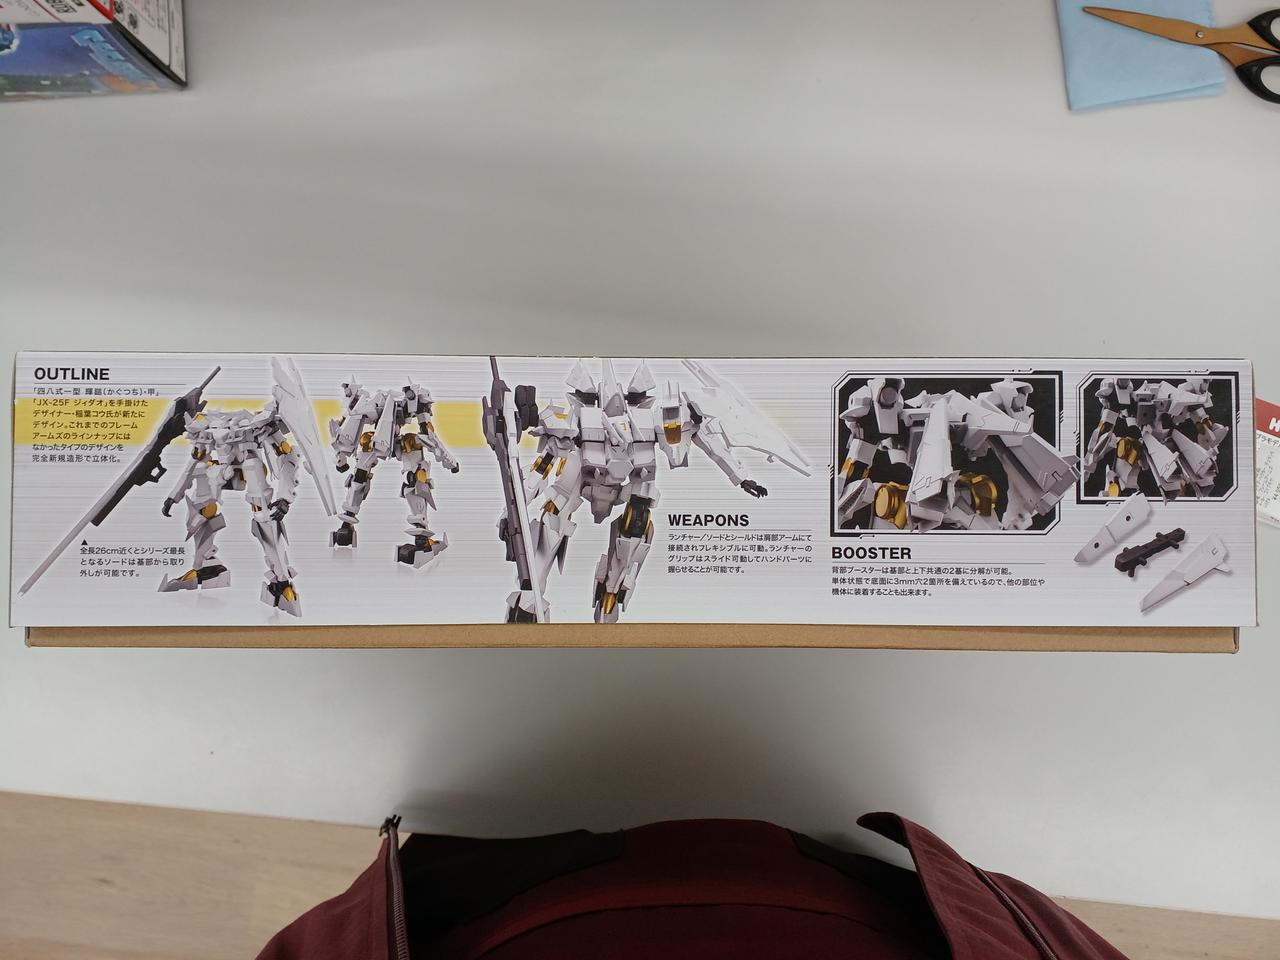 OUTLINE
「四八式一型 輝鎚(かぐつち)・甲」
「JX-25F ジィダオ」を手掛けた
デザイナー・稲葉コウ氏が新たに
デザイン。これまでのフレーム
アームズのラインナップには
なかったタイプのデザインを
完全新規造形で立体化。
▲
全長26cm近くとシリーズ最長
となるソードは基部から取り
外しが可能です。
WEAPONS
ランチャー/ソードとシールドは肩部アームにて
接続されフレキシブルに可動。ランチャーの
グリップはスライド可動してハンドパーツに
握らせることが可能です。
BOOSTER
背部ブースターは基部と上下共通の2基に分解が可能。
単体状態で底面に3mm穴2箇所を備えているので、他の部位や
機体に装着することも出来ます。